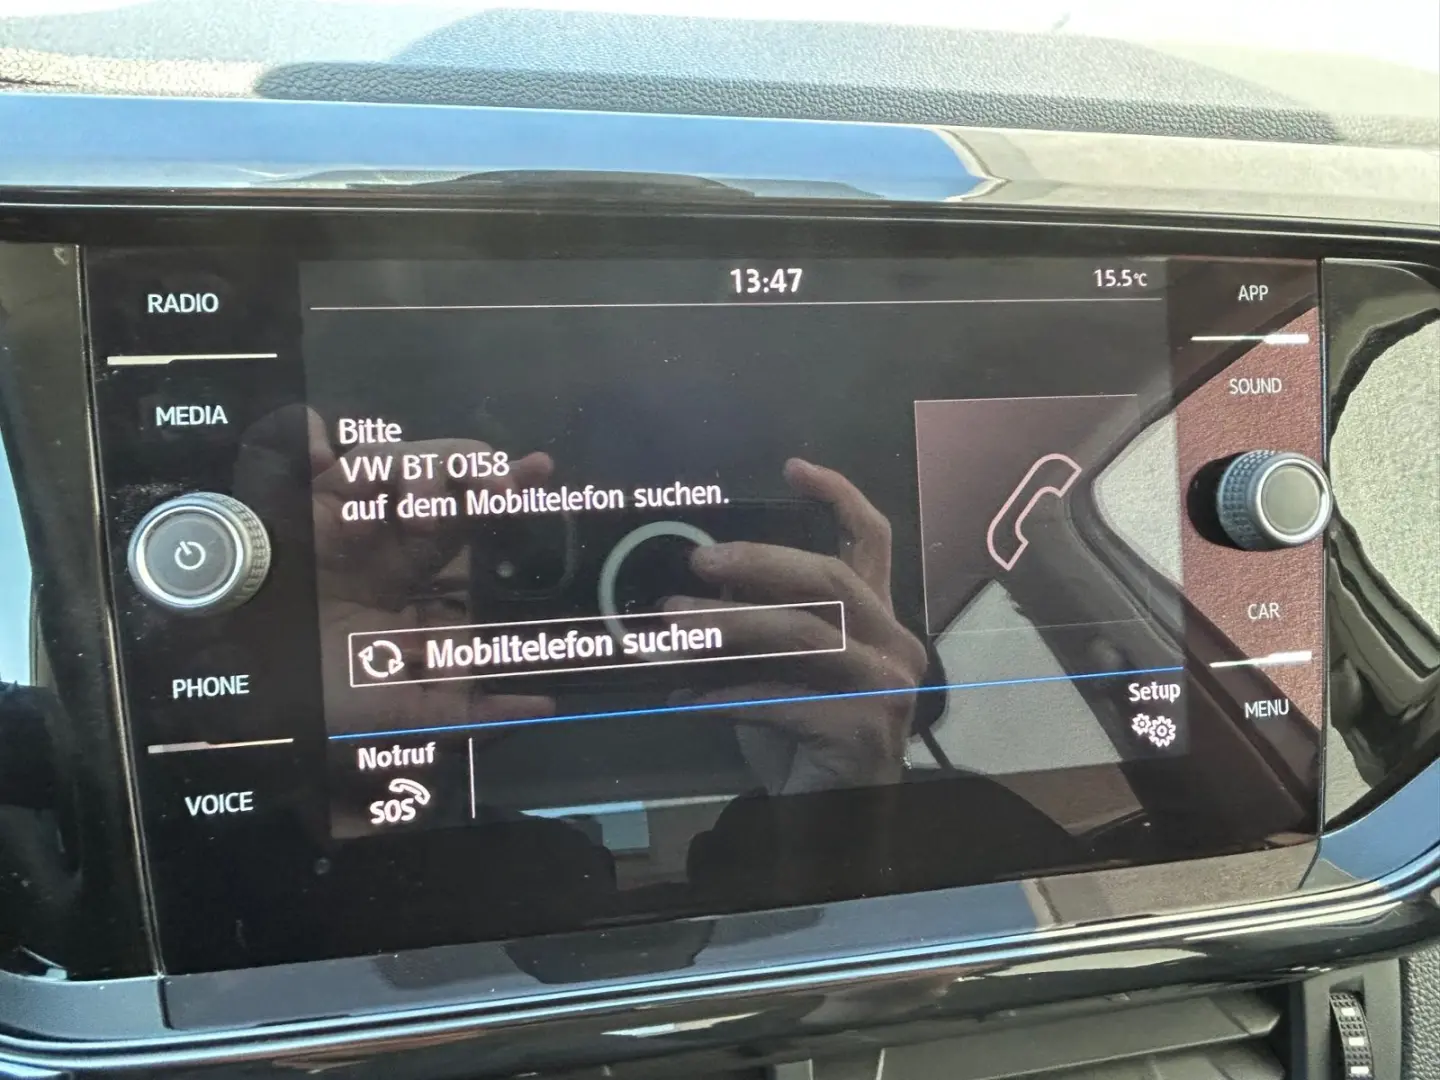 13:47
15.5°C
RADIO
MEDIA
PHONE
VOICE
Bitte
VW BT 0158
auf dem Mobiltelefon suchen.
Mobiltelefon suchen
Notruf
SOS
Setup
APP
SOUND
CAR
MENU